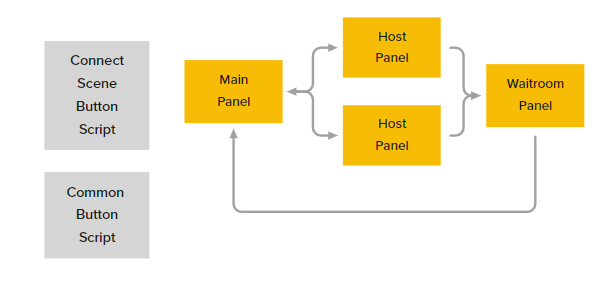 Connect
Scene
Button
Script
Common
Button
Script
Main
Panel
Host
Panel
Host
Panel
Waitroom
Panel